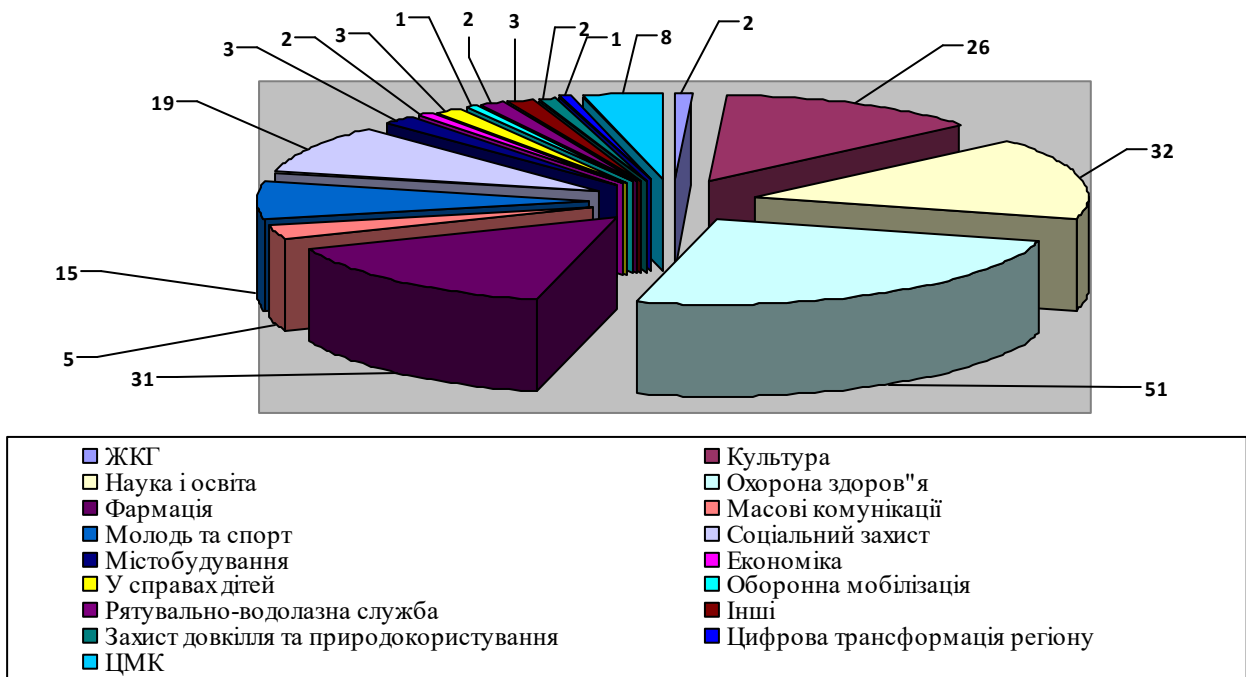 1 2 3 2 1 8 2
3 2 3 26
19 32
15
5
31 51
ЖКГ Культура
Наука і освіта Охорона здоров"я
Фармація Масові комунікації
Молодь та спорт Соціальний захист
Містобудування Економіка
У справах дітей Оборонна мобілізація
Рятувально-водолазна служба Інші
Захист довкілля та природокористування Цифрова трансформація регіону
ЦМК